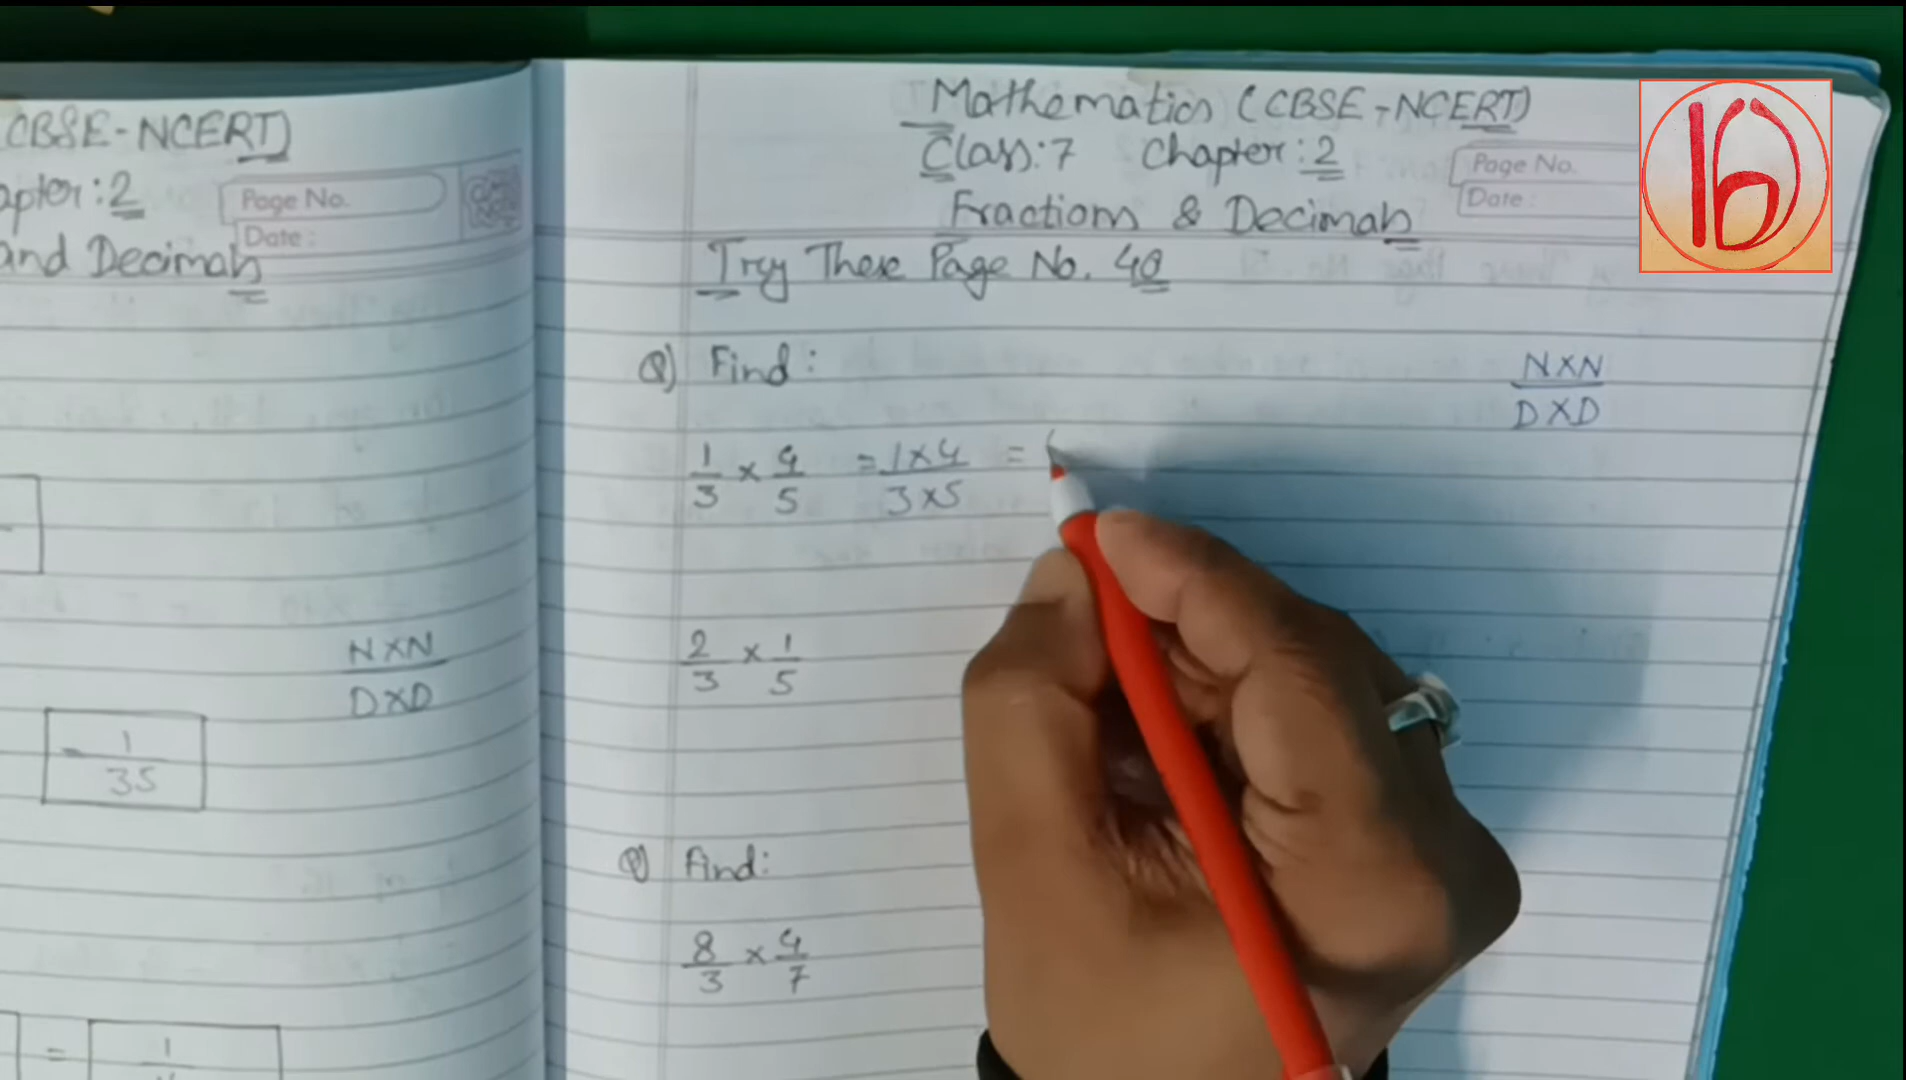 CBSE-NCERT)
apter:2
Page No.
Date:
and Decimals
N×N
D×D
- 1
35
= 1
Mathematics (CBSE-NCERT)
Class:7 Chapter:2
Page No.
Date:
Fractions & Decimals
Try These Page No. 40
Q) Find:
N×N
D×D
1/3 × 4/5 = 1×4/3×5 =
2/3 × 1/5
Q) Find:
8/3 × 4/7